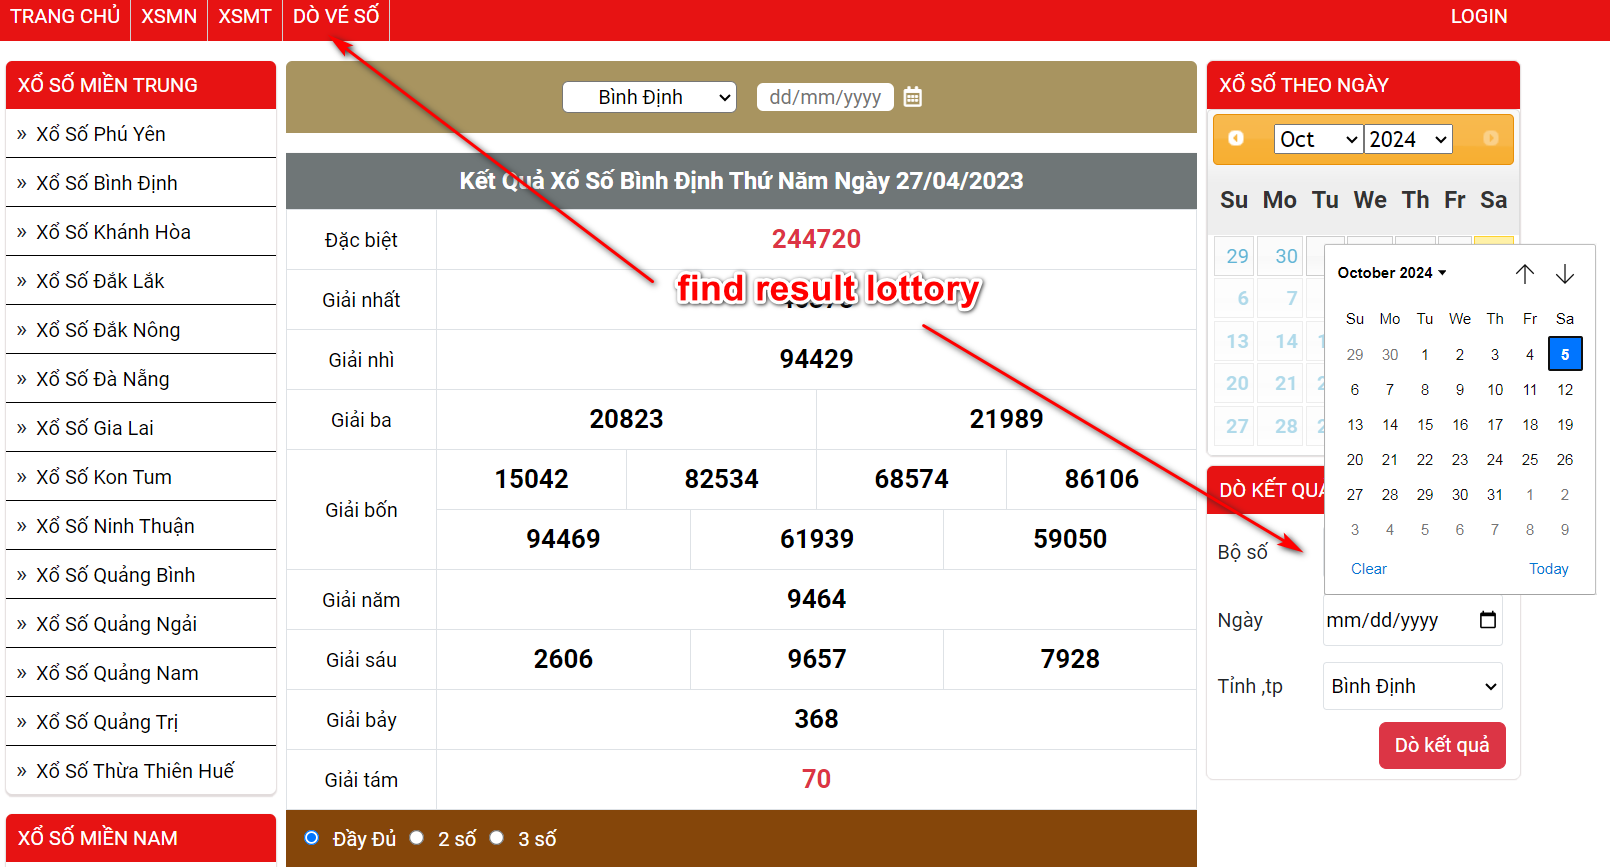 TRANG CHỦ XSMN XSMT DÒ VÉ SỐ LOGIN
XỔ SỐ MIỀN TRUNG
» Xổ Số Phú Yên
» Xổ Số Bình Định
» Xổ Số Khánh Hòa
» Xổ Số Đắk Lắk
» Xổ Số Đắk Nông
» Xổ Số Đà Nẵng
» Xổ Số Gia Lai
» Xổ Số Kon Tum
» Xổ Số Ninh Thuận
» Xổ Số Quảng Bình
» Xổ Số Quảng Ngải
» Xổ Số Quảng Nam
» Xổ Số Quảng Trị
» Xổ Số Thừa Thiên Huế
XỔ SỐ MIỀN NAM
Bình Định dd/mm/yyyy
Kết Quả Xổ Số Bình Định Thứ Năm Ngày 27/04/2023
Đặc biệt 244720
Giải nhất
find result lottory
Giải nhì 94429
Giải ba 20823 21989
Giải bốn
15042 82534 68574 86106
94469 61939 59050
Giải năm 9464
Giải sáu 2606 9657 7928
Giải bảy 368
Giải tám 70
Đầy Đủ 2 số 3 số
XỔ SỐ THEO NGÀY
Oct 2024
Su Mo Tu We Th Fr Sa
29 30
6 7
13 14
20 21
27 28
October 2024
Su Mo Tu We Th Fr Sa
29 30 1 2 3 4 5
6 7 8 9 10 11 12
13 14 15 16 17 18 19
20 21 22 23 24 25 26
27 28 29 30 31 1 2
3 4 5 6 7 8 9
Clear Today
DÒ KẾT QUẢ
Bộ số
Ngày mm/dd/yyyy
Tỉnh ,tp Bình Định
Dò kết quả